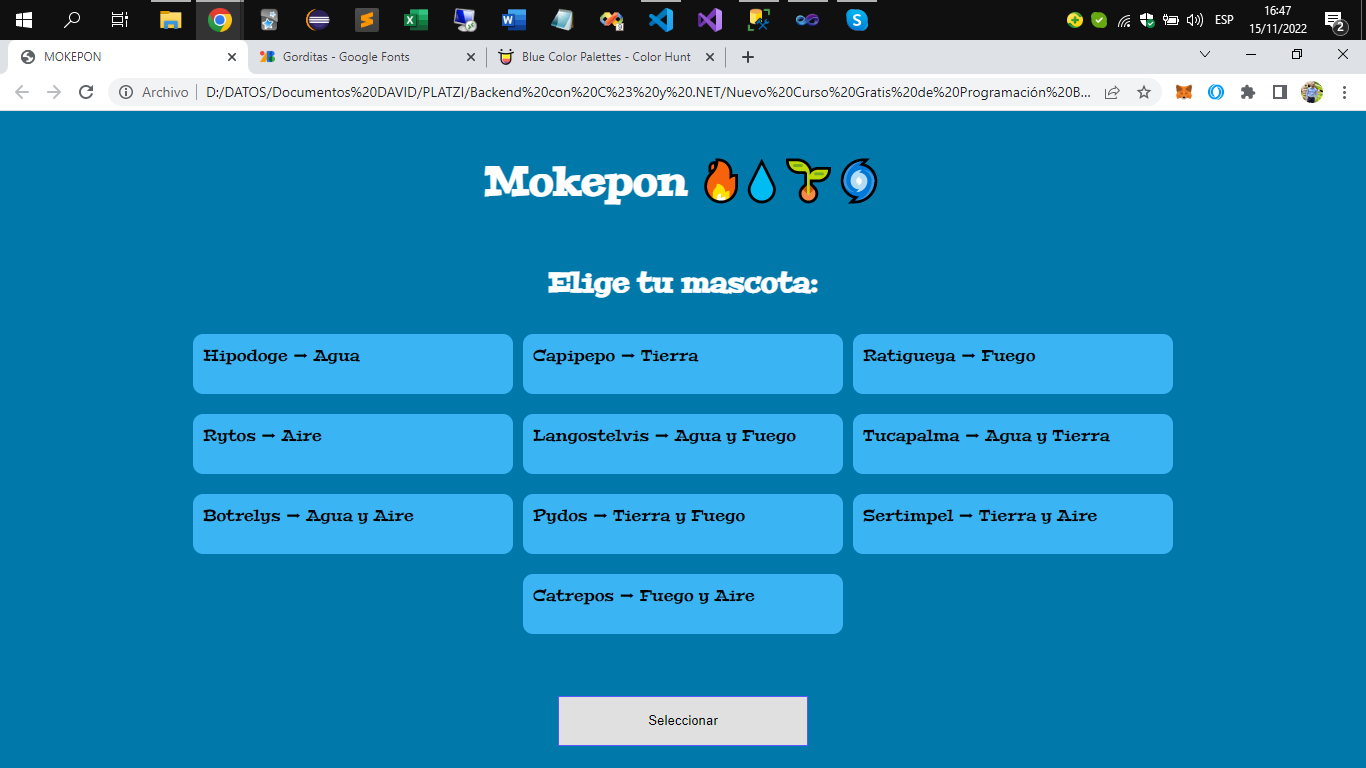 16:47
ESP
15/11/2022
2
MOKEPON
Gorditas - Google Fonts
Blue Color Palettes - Color Hunt
Archivo
D:/DATOS/Documentos%20DAVID/PLATZI/Backend%20con%20C%23%20y%20.NET/Nuevo%20Curso%20Gratis%20de%20Programación%20B...
Mokepon
Elige tu mascota:
Hipodoge → Agua
Capipepo → Tierra
Ratigueya → Fuego
Rytos → Aire
Langostelvis → Agua y Fuego
Tucapalma → Agua y Tierra
Botrelys → Agua y Aire
Pydos → Tierra y Fuego
Sertimpel → Tierra y Aire
Catrepos → Fuego y Aire
Seleccionar